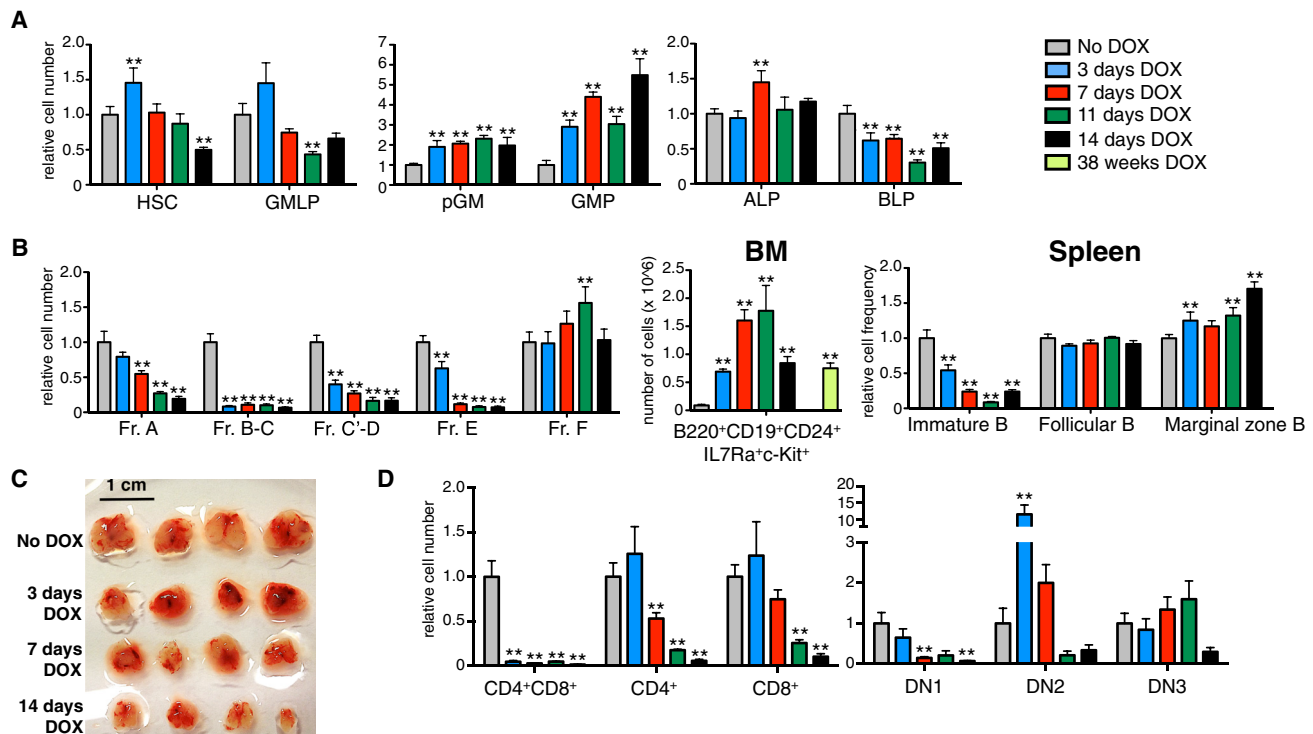 A
relative cell number
2.0
1.5
1.0
0.5
0
**
**
**
HSC
GMLP
7
6
5
4
3
2
1
0
** ** ** **
** ** ** **
pGM
GMP
2.0
1.5
1.0
0.5
0
**
** ** ** **
ALP
BLP
No DOX
3 days DOX
7 days DOX
11 days DOX
14 days DOX
38 weeks DOX
B
relative cell number
2.0
1.5
1.0
0.5
0
** ** **
** ** ** **
** ** ** **
** ** ** **
**
Fr. A
Fr. B-C
Fr. C'-D
Fr. E
Fr. F
BM
number of cells (x 10^6)
2.5
2.0
1.5
1.0
0.5
0
** ** ** ** **
B220+CD19+CD24+
IL7Ra+c-Kit+
Spleen
relative cell frequency
2.0
1.5
1.0
0.5
0
** ** ** **
** ** **
Immature B
Follicular B
Marginal zone B
C
1 cm
No DOX
3 days
DOX
7 days
DOX
14 days
DOX
D
relative cell number
2.0
1.5
1.0
0.5
0
** ** ** **
** ** **
** **
CD4+CD8+
CD4+
CD8+
20
15
10
3
2
1
0
** **
**
DN1
DN2
DN3